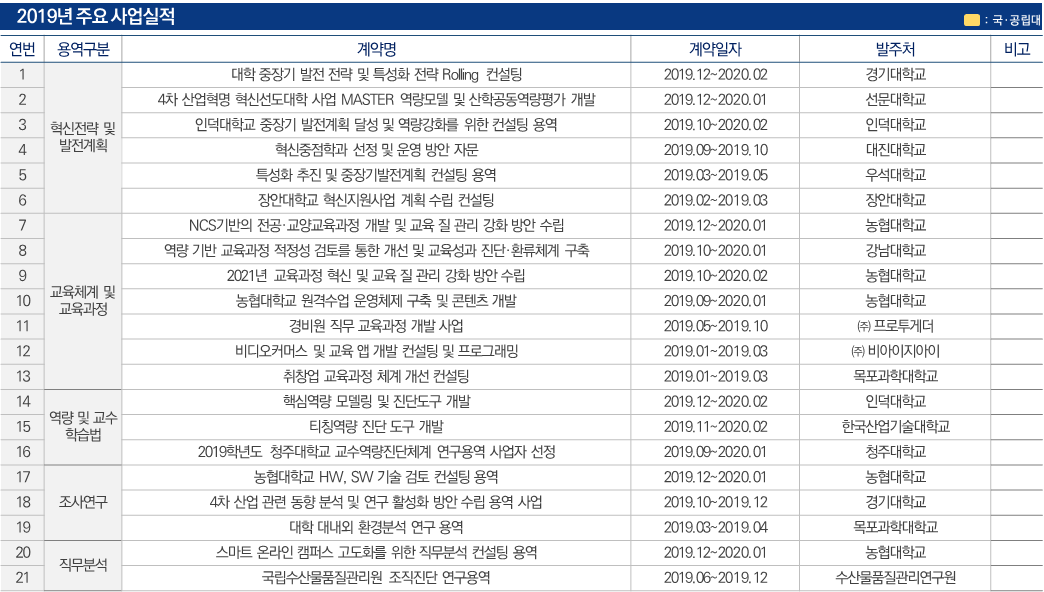 2019년 주요 사업실적
: 국·공립대
연번 용역구분 계약명 계약일자 발주처 비고
혁신전략 및
발전계획
1 대학 중장기 발전 전략 및 특성화 전략 Rolling 컨설팅 2019.12~2020.02 경기대학교
2 4차 산업혁명 혁신선도대학 사업 MASTER 역량모델 및 산학공동역량평가 개발 2019.12~2020.01 선문대학교
3 인덕대학교 중장기 발전계획 달성 및 역량강화를 위한 컨설팅 용역 2019.10~2020.02 인덕대학교
4 혁신중점학과 선정 및 운영 방안 자문 2019.09~2019.10 대진대학교
5 특성화 추진 및 중장기발전계획 컨설팅 용역 2019.03~2019.05 우석대학교
6 장안대학교 혁신지원사업 계획 수립 컨설팅 2019.02~2019.03 장안대학교
교육체계 및
교육과정
7 NCS기반의 전공·교양교육과정 개발 및 교육 질 관리 강화 방안 수립 2019.12~2020.01 농협대학교
8 역량 기반 교육과정 적정성 검토를 통한 개선 및 교육성과 진단·환류체계 구축 2019.10~2020.01 강남대학교
9 2021년 교육과정 혁신 및 교육 질 관리 강화 방안 수립 2019.10~2020.02 농협대학교
10 농협대학교 원격수업 운영체제 구축 및 콘텐츠 개발 2019.09~2020.01 농협대학교
11 경비원 직무 교육과정 개발 사업 2019.05~2019.10 ㈜ 프로투게더
12 비디오커머스 및 교육 앱 개발 컨설팅 및 프로그래밍 2019.01~2019.03 ㈜ 비아이지아이
13 취창업 교육과정 체계 개선 컨설팅 2019.01~2019.03 목포과학대학교
역량 및 교수
학습법
14 핵심역량 모델링 및 진단도구 개발 2019.12~2020.02 인덕대학교
15 티칭역량 진단 도구 개발 2019.11~2020.02 한국산업기술대학교
16 2019학년도 청주대학교 교수역량진단체계 연구용역 사업자 선정 2019.09~2020.01 청주대학교
조사연구
17 농협대학교 HW, SW 기술 검토 컨설팅 용역 2019.12~2020.01 농협대학교
18 4차 산업 관련 동향 분석 및 연구 활성화 방안 수립 용역 사업 2019.10~2019.12 경기대학교
19 대학 대내외 환경분석 연구 용역 2019.03~2019.04 목포과학대학교
직무분석
20 스마트 온라인 캠퍼스 고도화를 위한 직무분석 컨설팅 용역 2019.12~2020.01 농협대학교
21 국립수산물품질관리원 조직진단 연구용역 2019.06~2019.12 수산물품질관리연구원